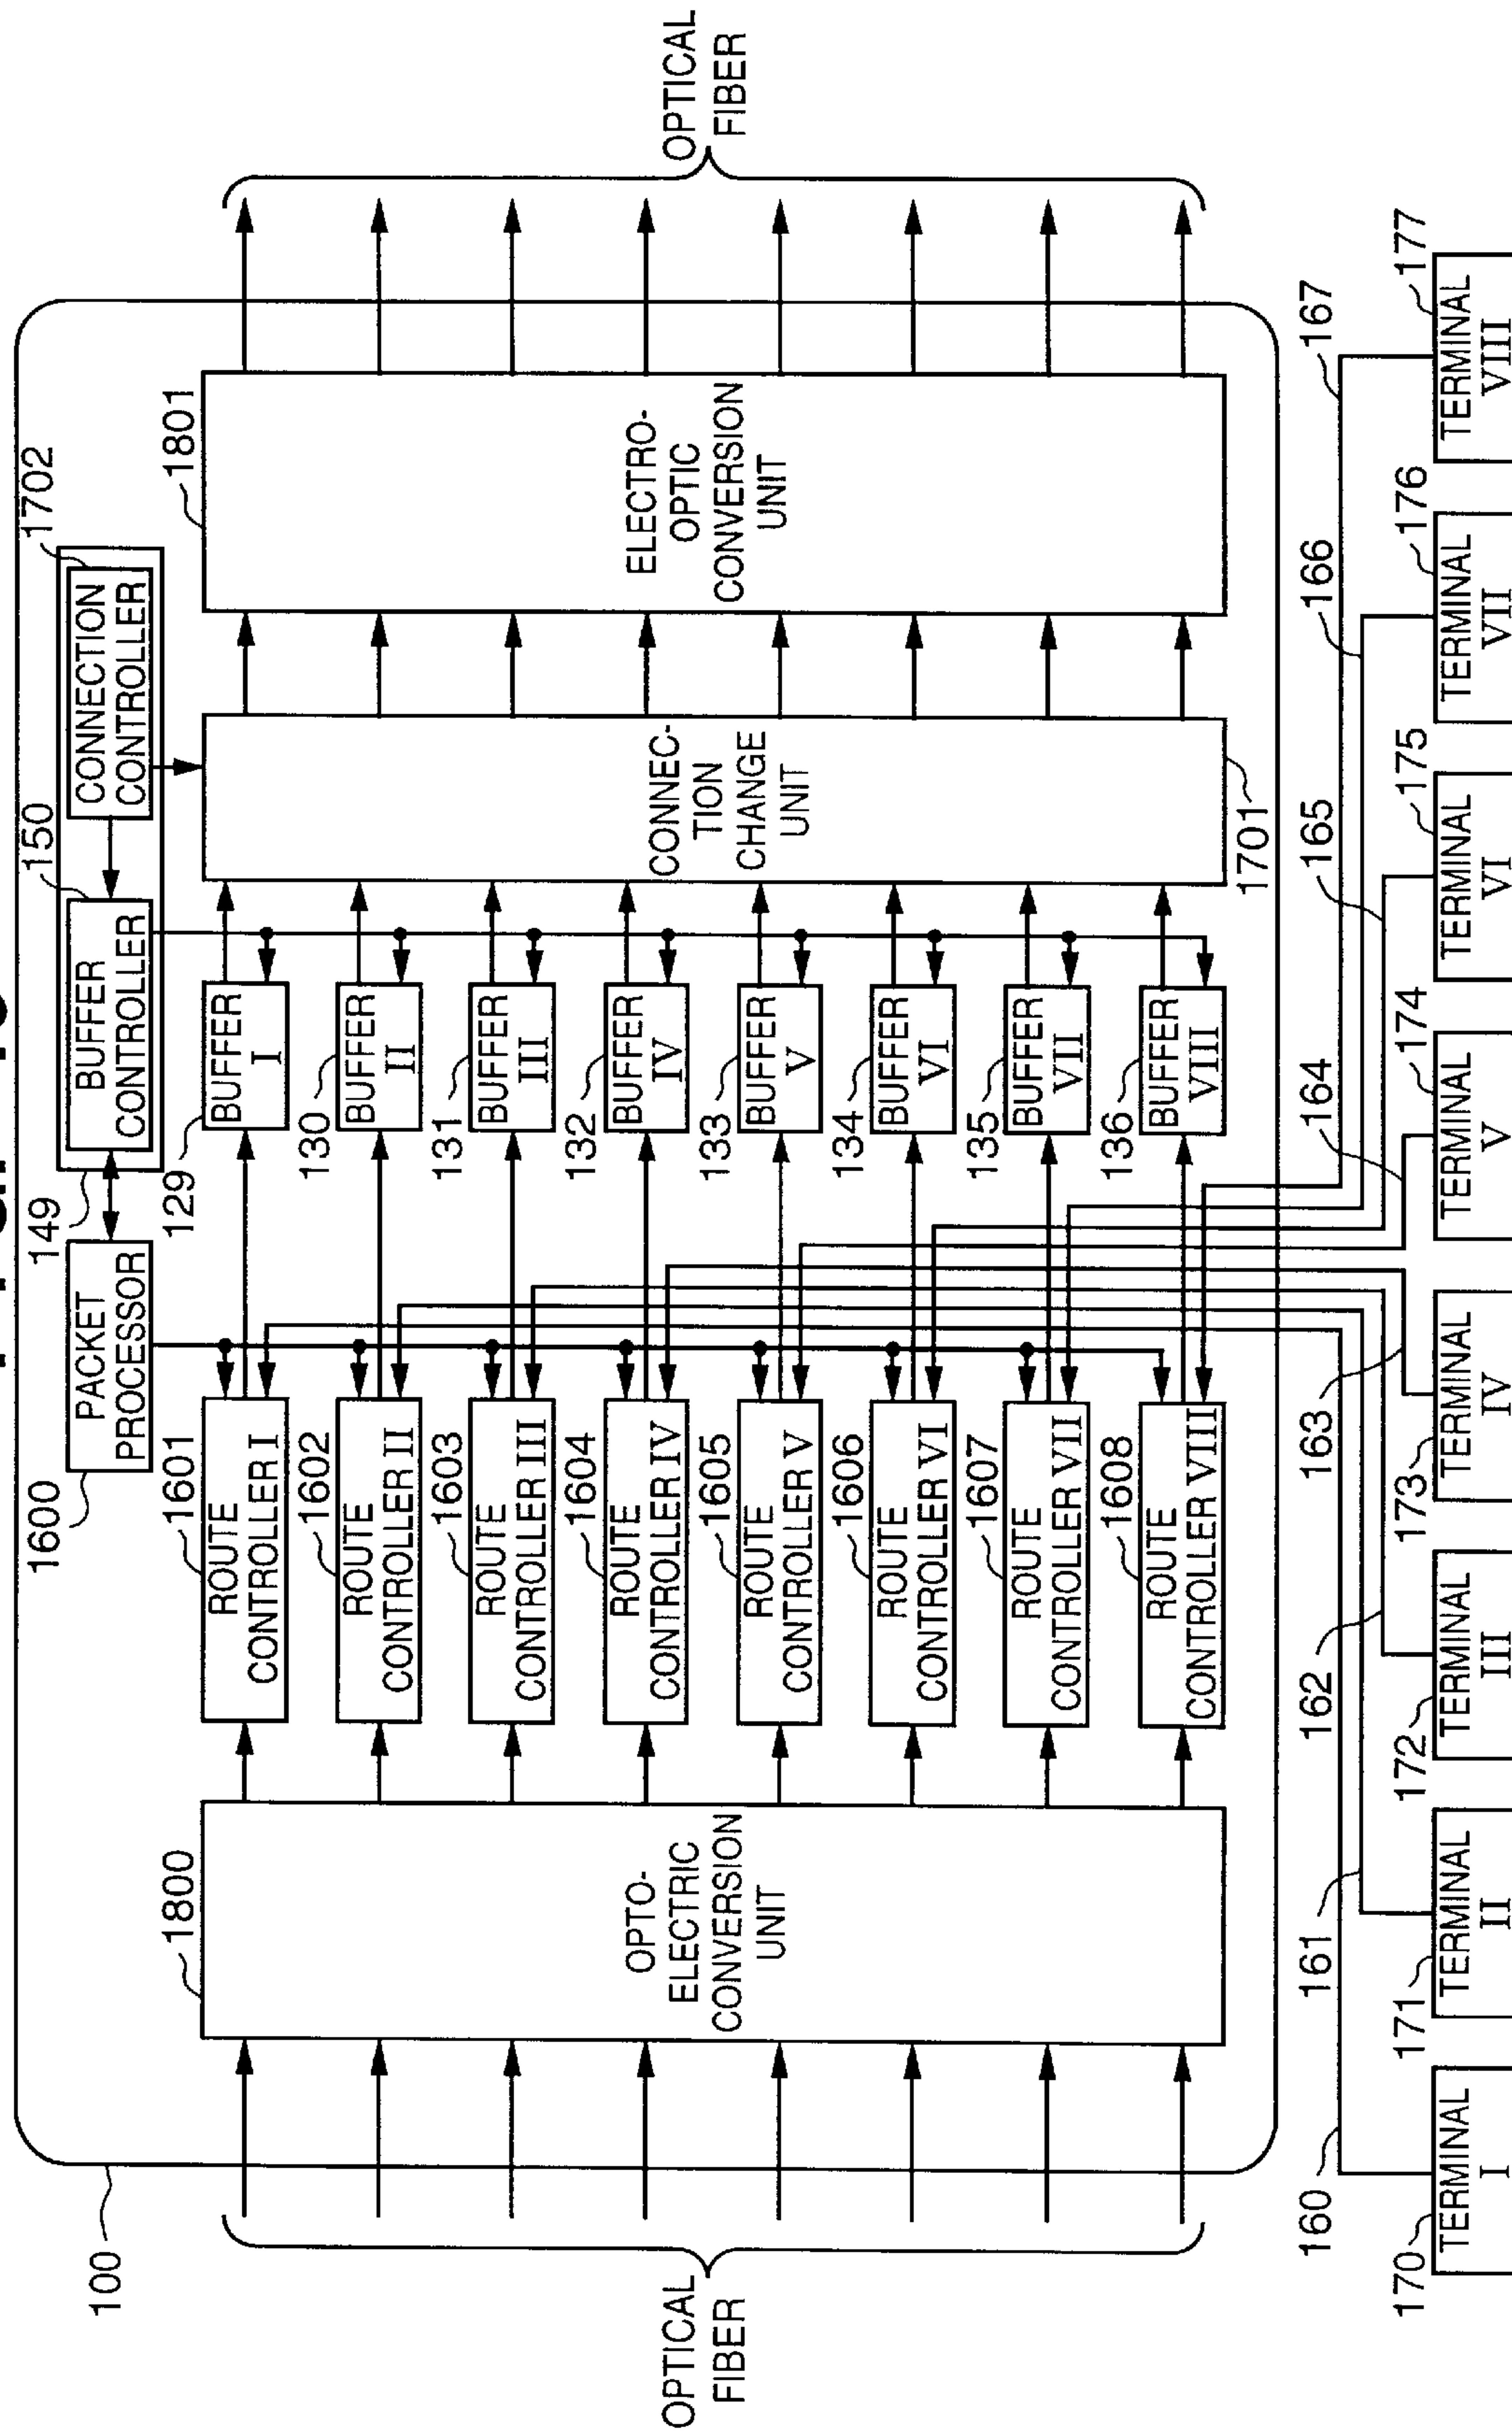 100
1600
PACKET
PROCESSOR
149
BUFFER
CONTROLLER
150
CONNECTION
CONTROLLER
1702
OPTICAL
FIBER
1800
OPTO-
ELECTRIC
CONVERSION
UNIT
1601
ROUTE
CONTROLLER I
1602
ROUTE
CONTROLLER II
1603
ROUTE
CONTROLLER III
1604
ROUTE
CONTROLLER IV
1605
ROUTE
CONTROLLER V
1606
ROUTE
CONTROLLER VI
1607
ROUTE
CONTROLLER VII
1608
ROUTE
CONTROLLER VIII
129
BUFFER
I
130
BUFFER
II
131
BUFFER
III
132
BUFFER
IV
133
BUFFER
V
134
BUFFER
VI
135
BUFFER
VII
136
BUFFER
VIII
CONNEC-
TION
CHANGE
UNIT
1701
1801
ELECTRO-
OPTIC
CONVERSION
UNIT
OPTICAL
FIBER
160
161
162
163
164
165
166
167
170
TERMINAL
I
171
TERMINAL
II
172
TERMINAL
III
173
TERMINAL
IV
174
TERMINAL
V
175
TERMINAL
VI
176
TERMINAL
VII
177
TERMINAL
VIII